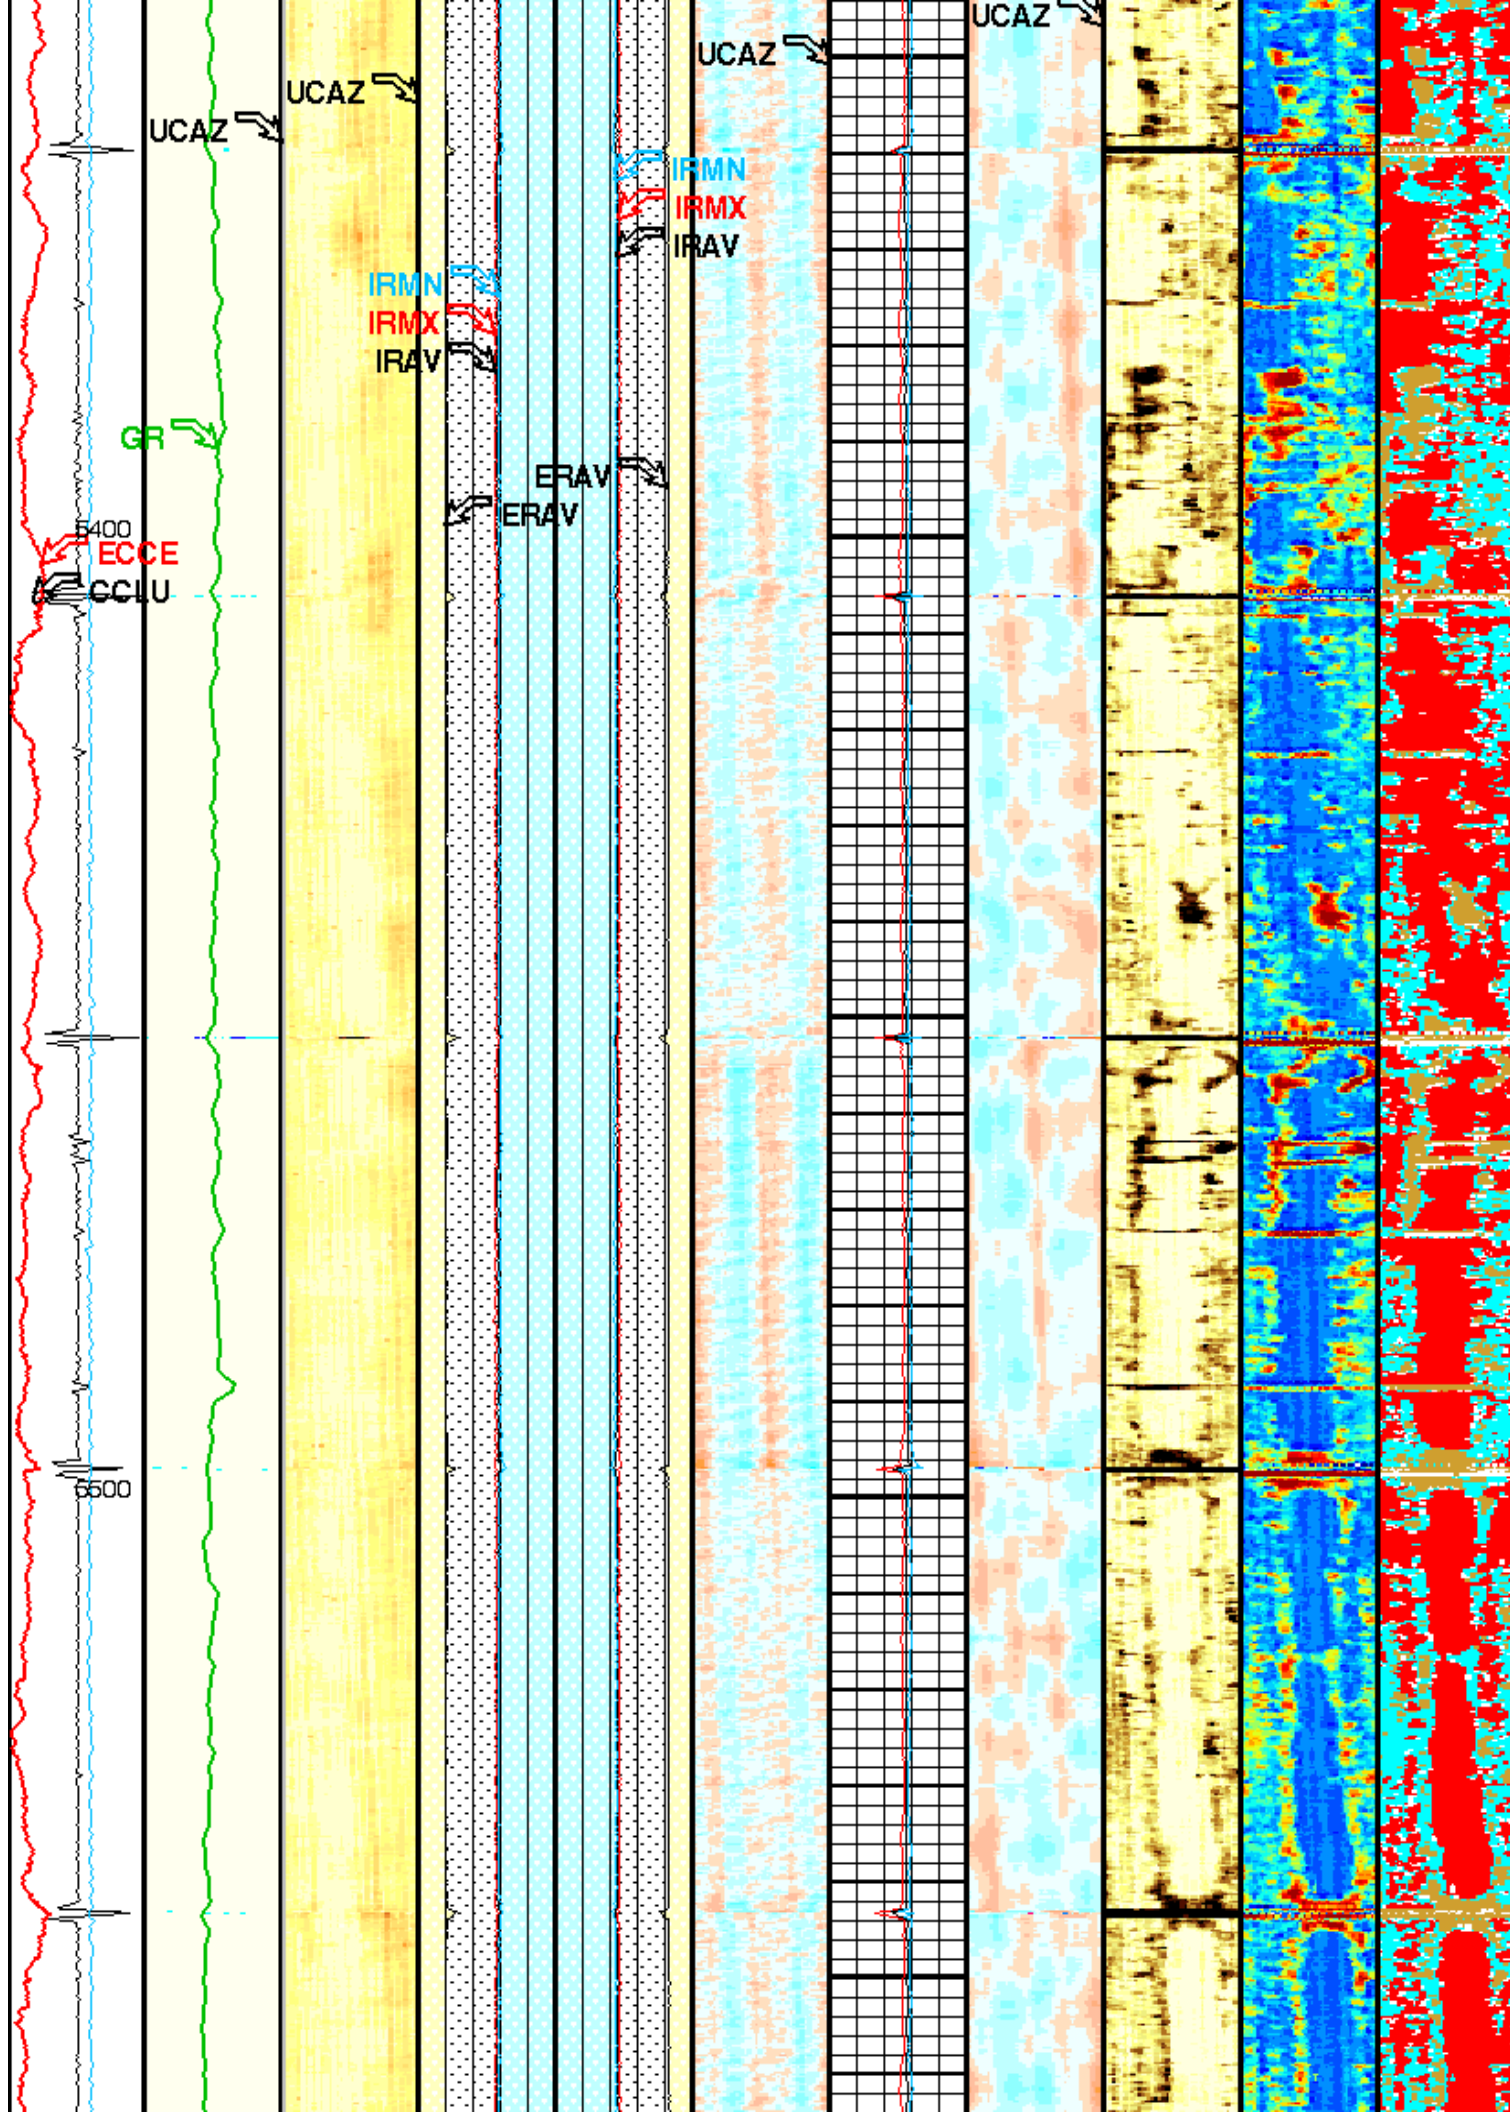 UCAZ
UCAZ
UCAZ
UCAZ
IRMN
IRMX
IRAV
IRMN
IRMX
IRAV
GR
ERAV
ERAV
5400
ECCE
CCLU
5500